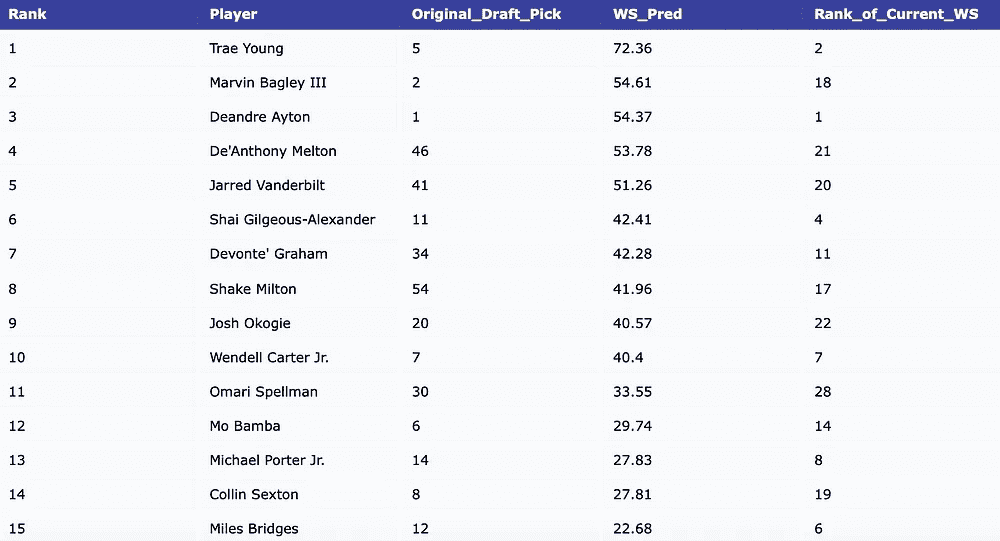 Rank Player Original_Draft_Pick WS_Pred Rank_of_Current_WS
1 Trae Young 5 72.36 2
2 Marvin Bagley III 2 54.61 18
3 Deandre Ayton 1 54.37 1
4 De'Anthony Melton 46 53.78 21
5 Jarred Vanderbilt 41 51.26 20
6 Shai Gilgeous-Alexander 11 42.41 4
7 Devonte' Graham 34 42.28 11
8 Shake Milton 54 41.96 17
9 Josh Okogie 20 40.57 22
10 Wendell Carter Jr. 7 40.4 7
11 Omari Spellman 30 33.55 28
12 Mo Bamba 6 29.74 14
13 Michael Porter Jr. 14 27.83 8
14 Collin Sexton 8 27.81 19
15 Miles Bridges 12 22.68 6